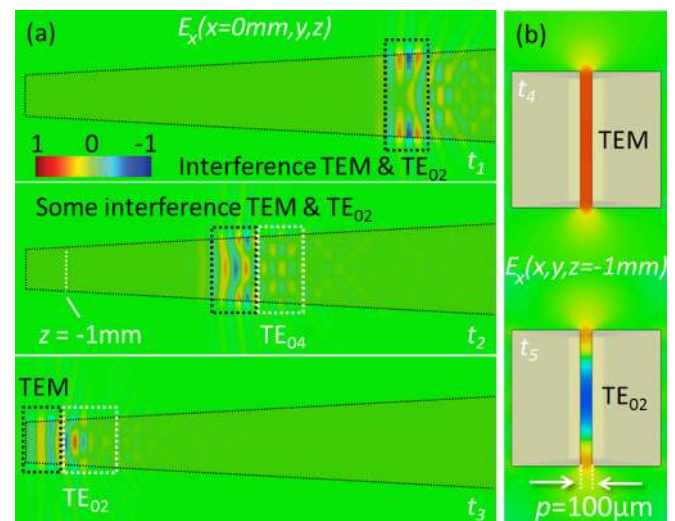 (a)
Eₓ(x=0mm,y,z)
1 0 -1
Interference TEM & TE₀₂
t₁
Some interference TEM & TE₀₂
z = -1mm
TE₀₄
t₂
TEM
TE₀₂
t₃
(b)
t₄
TEM
Eₓ(x,y,z=-1mm)
t₅
TE₀₂
p=100μm